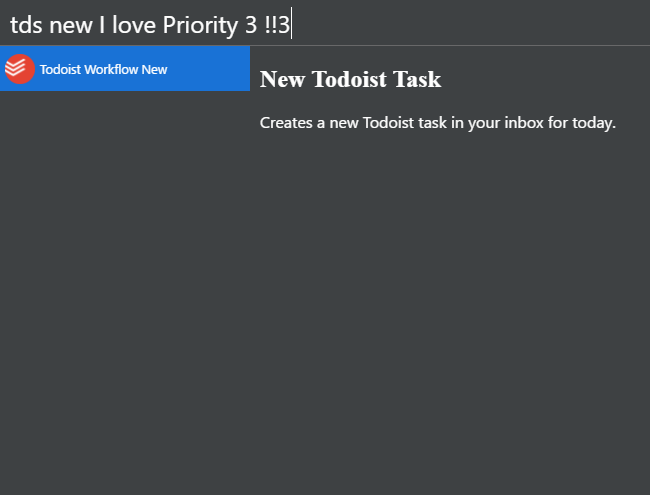 tds new I love Priority 3 !!3
Todoist Workflow New
New Todoist Task
Creates a new Todoist task in your inbox for today.